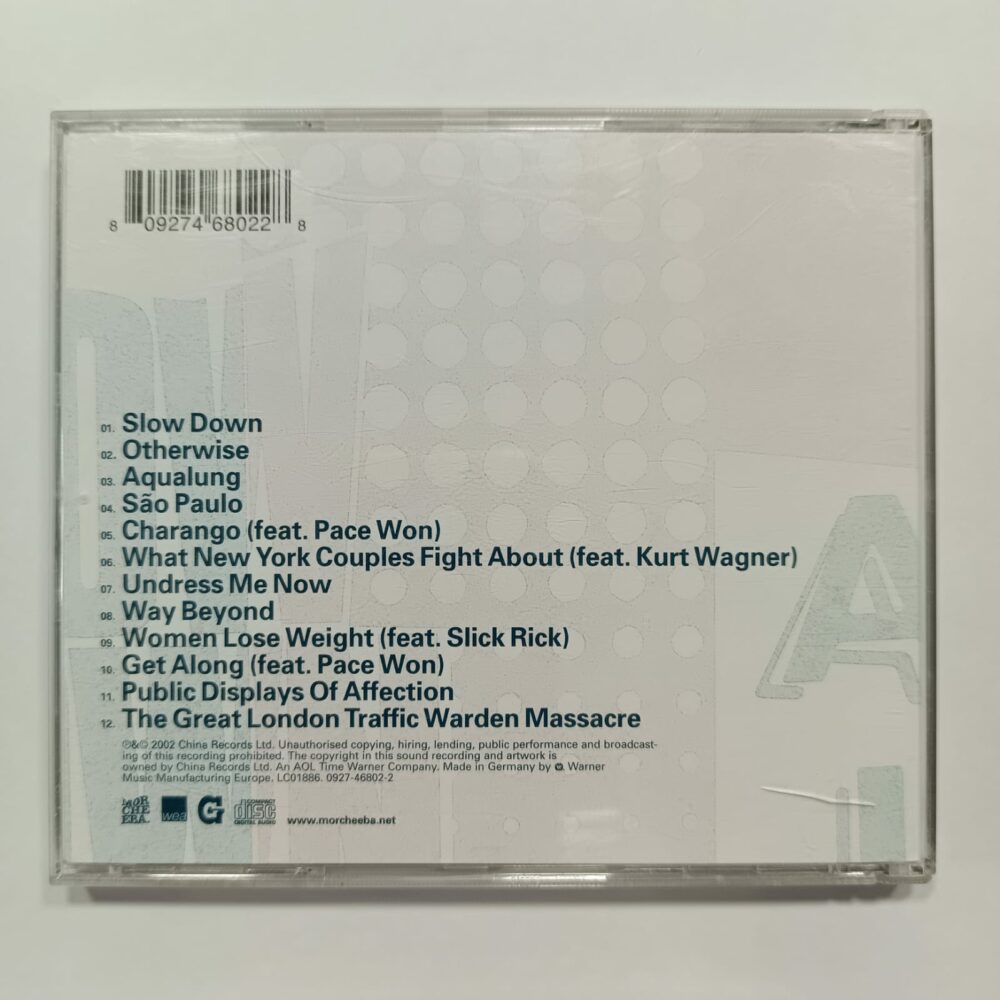 8 09274 68022 8
01. Slow Down
02. Otherwise
03. Aqualung
04. São Paulo
05. Charango (feat. Pace Won)
06. What New York Couples Fight About (feat. Kurt Wagner)
07. Undress Me Now
08. Way Beyond
09. Women Lose Weight (feat. Slick Rick)
10. Get Along (feat. Pace Won)
11. Public Displays Of Affection
12. The Great London Traffic Warden Massacre
℗&© 2002 China Records Ltd. Unauthorised copying, hiring, lending, public performance and broadcast-
ing of this recording prohibited. The copyright in this sound recording and artwork is
owned by China Records Ltd. An AOL Time Warner Company. Made in Germany by Warner
Music Manufacturing Europe. LC01886. 0927-46802-2
MOR
CHE
EBA.
wea
COMPACT
disc
DIGITAL AUDIO
www.morcheeba.net
A